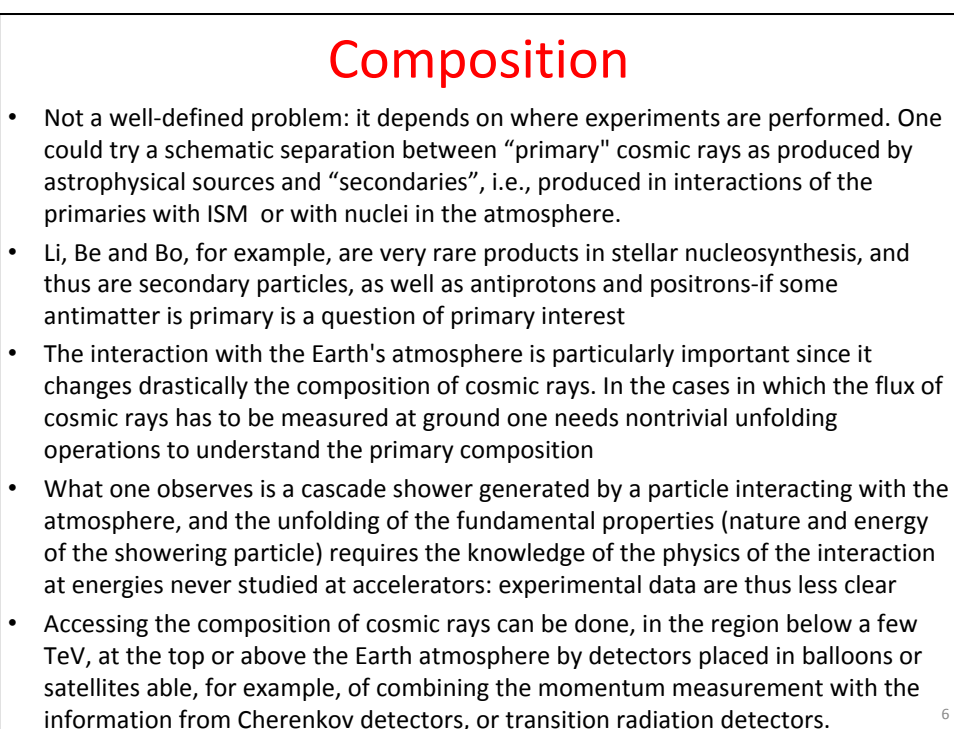 Composition
• Not a well-defined problem: it depends on where experiments are performed. One
could try a schematic separation between “primary" cosmic rays as produced by
astrophysical sources and “secondaries”, i.e., produced in interactions of the
primaries with ISM or with nuclei in the atmosphere.
• Li, Be and Bo, for example, are very rare products in stellar nucleosynthesis, and
thus are secondary particles, as well as antiprotons and positrons-if some
antimatter is primary is a question of primary interest
• The interaction with the Earth's atmosphere is particularly important since it
changes drastically the composition of cosmic rays. In the cases in which the flux of
cosmic rays has to be measured at ground one needs nontrivial unfolding
operations to understand the primary composition
• What one observes is a cascade shower generated by a particle interacting with the
atmosphere, and the unfolding of the fundamental properties (nature and energy
of the showering particle) requires the knowledge of the physics of the interaction
at energies never studied at accelerators: experimental data are thus less clear
• Accessing the composition of cosmic rays can be done, in the region below a few
TeV, at the top or above the Earth atmosphere by detectors placed in balloons or
satellites able, for example, of combining the momentum measurement with the
information from Cherenkov detectors, or transition radiation detectors.
6